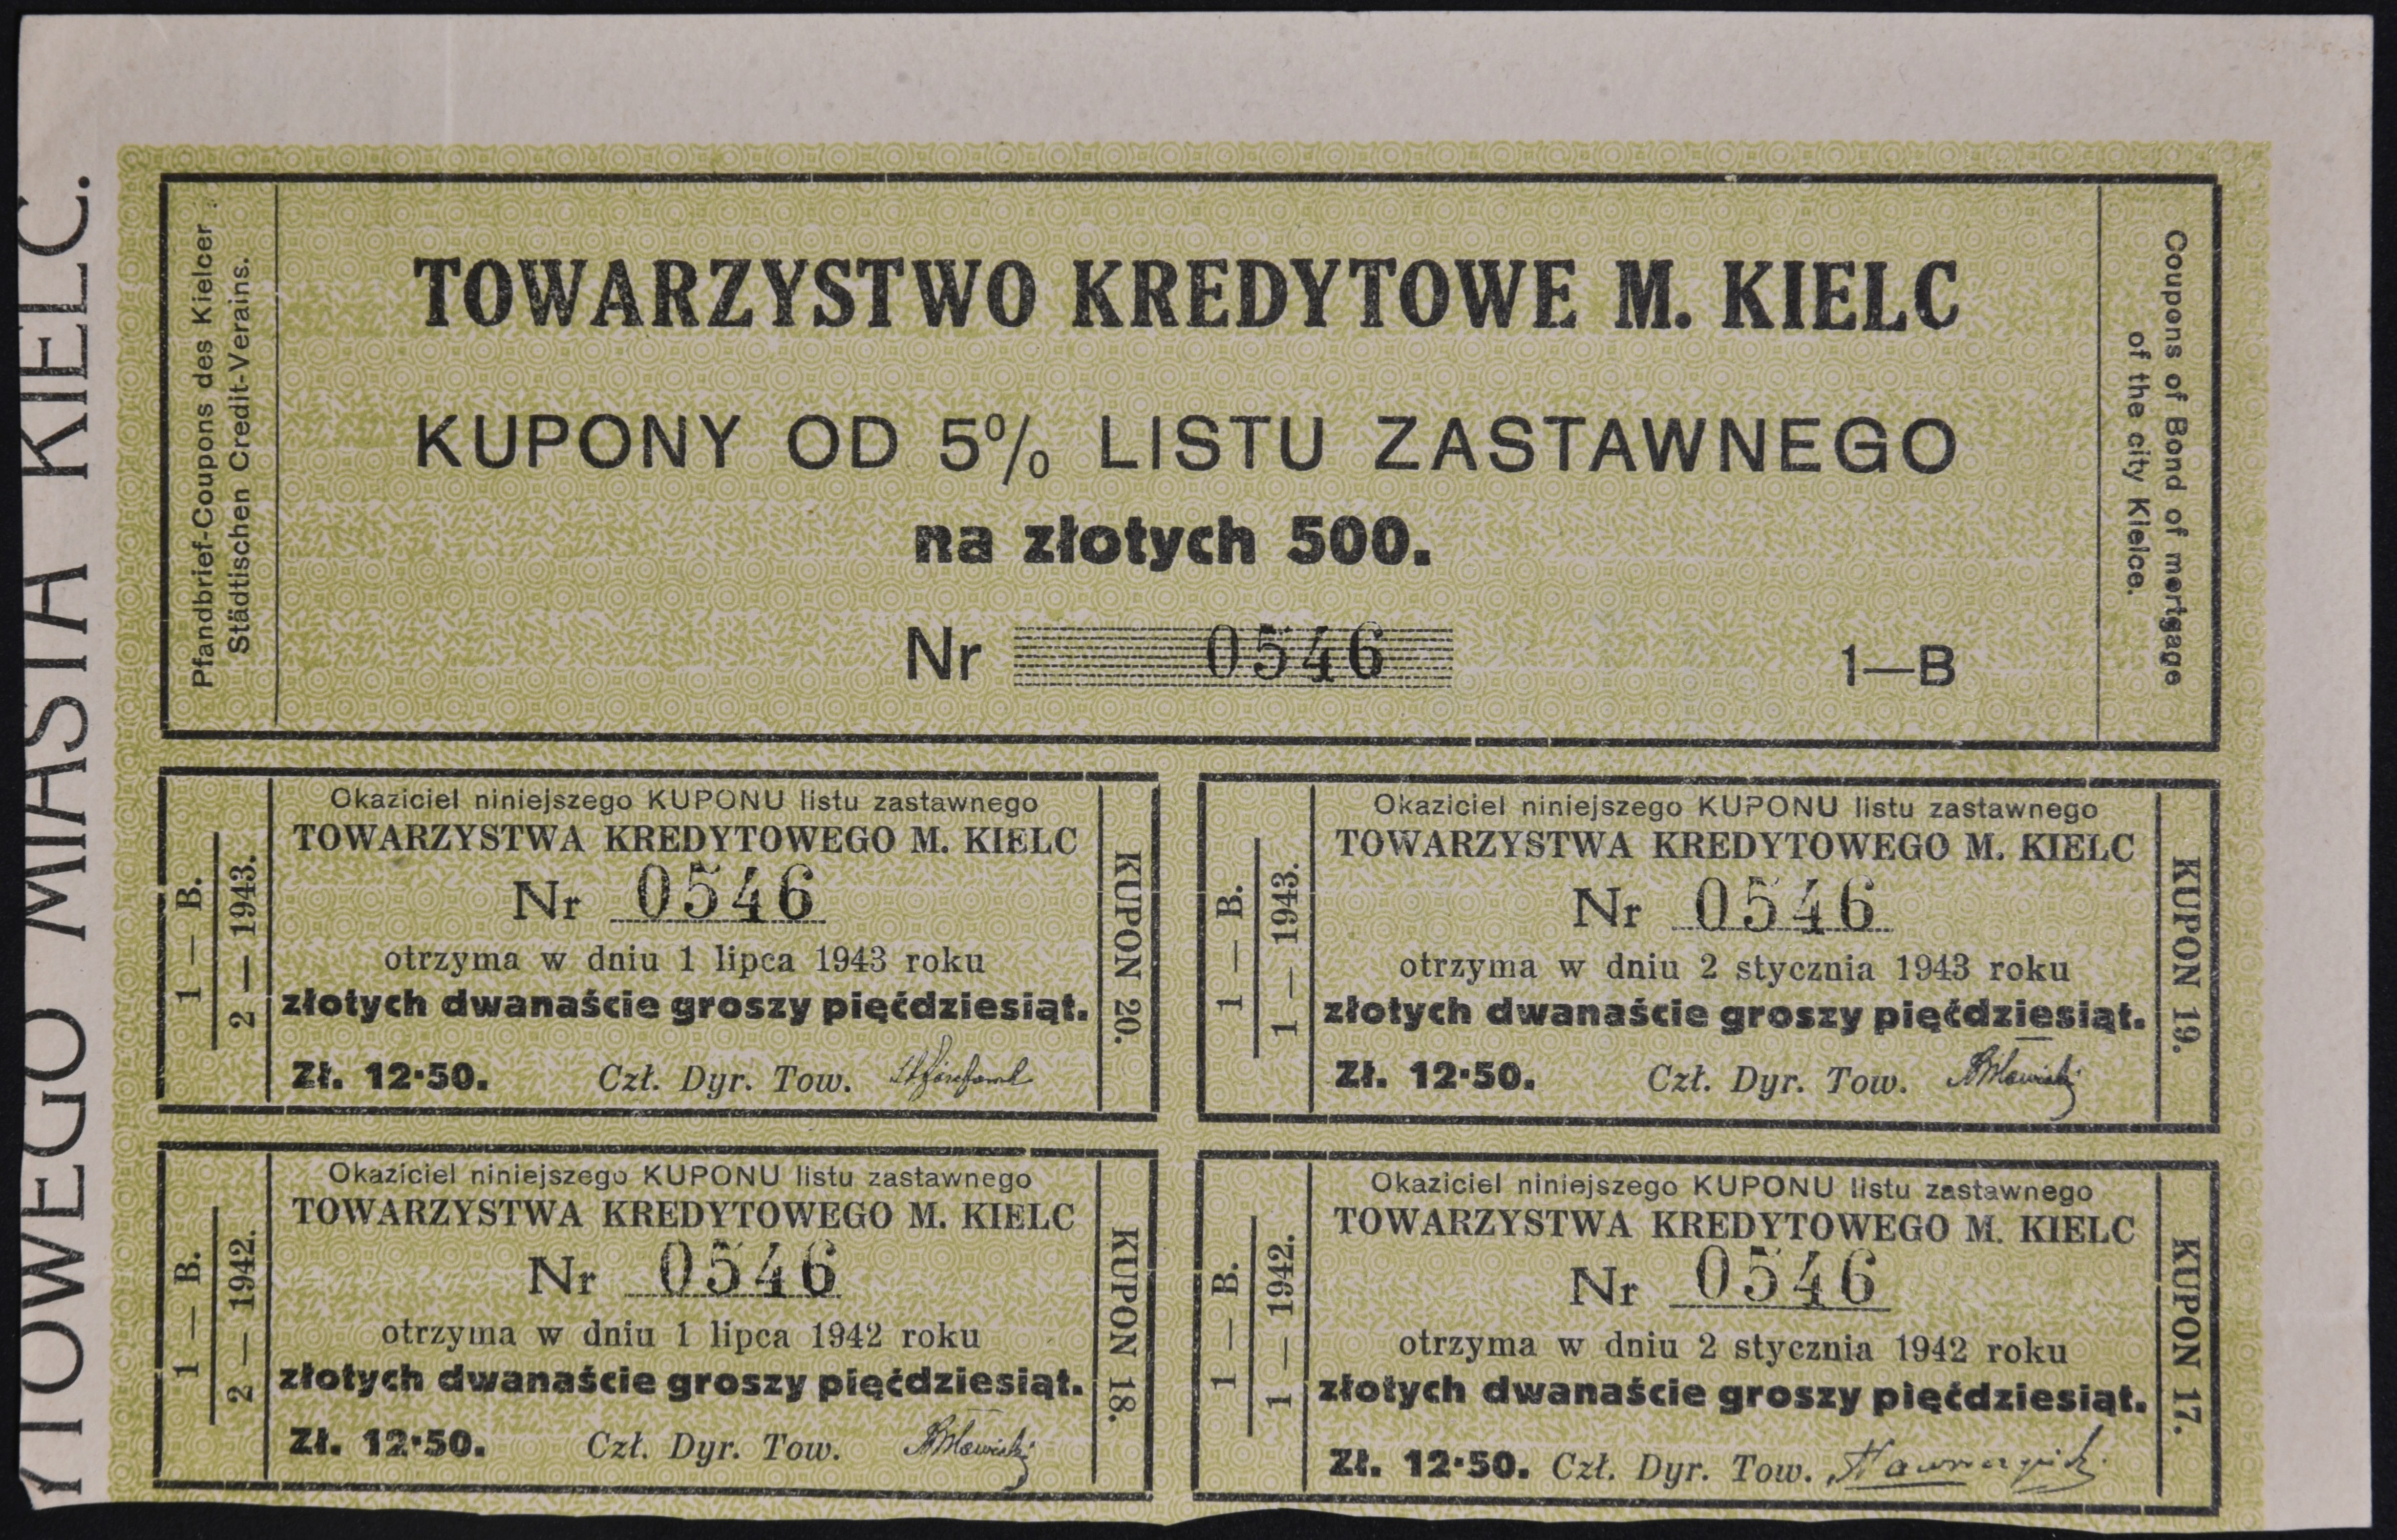 YTOWEGO MIASTA KIELC.
Pfandbrief-Coupons des Kielcer
Städtischen Credit-Verains.
TOWARZYSTWO KREDYTOWE M. KIELC
KUPONY OD 5% LISTU ZASTAWNEGO
na złotych 500.
Nr 0546
1—B
Coupons of Bond of mortgage
of the city Kielce.
1 — B.
2 — 1943.
Okaziciel niniejszego KUPONU listu zastawnego
TOWARZYSTWA KREDYTOWEGO M. KIELC
Nr 0546
otrzyma w dniu 1 lipca 1943 roku
złotych dwanaście groszy pięćdziesiąt.
Zł. 12·50. Czł. Dyr. Tow.
KUPON 20.
1 — B.
1 — 1943.
Okaziciel niniejszego KUPONU listu zastawnego
TOWARZYSTWA KREDYTOWEGO M. KIELC
Nr 0546
otrzyma w dniu 2 stycznia 1943 roku
złotych dwanaście groszy pięćdziesiąt.
Zł. 12·50. Czł. Dyr. Tow.
KUPON 19.
1 — B.
2 — 1942.
Okaziciel niniejszego KUPONU listu zastawnego
TOWARZYSTWA KREDYTOWEGO M. KIELC
Nr 0546
otrzyma w dniu 1 lipca 1942 roku
złotych dwanaście groszy pięćdziesiąt.
Zł. 12·50. Czł. Dyr. Tow.
KUPON 18.
1 — B.
1 — 1942.
Okaziciel niniejszego KUPONU listu zastawnego
TOWARZYSTWA KREDYTOWEGO M. KIELC
Nr 0546
otrzyma w dniu 2 stycznia 1942 roku
złotych dwanaście groszy pięćdziesiąt.
Zł. 12·50. Czł. Dyr. Tow.
KUPON 17.